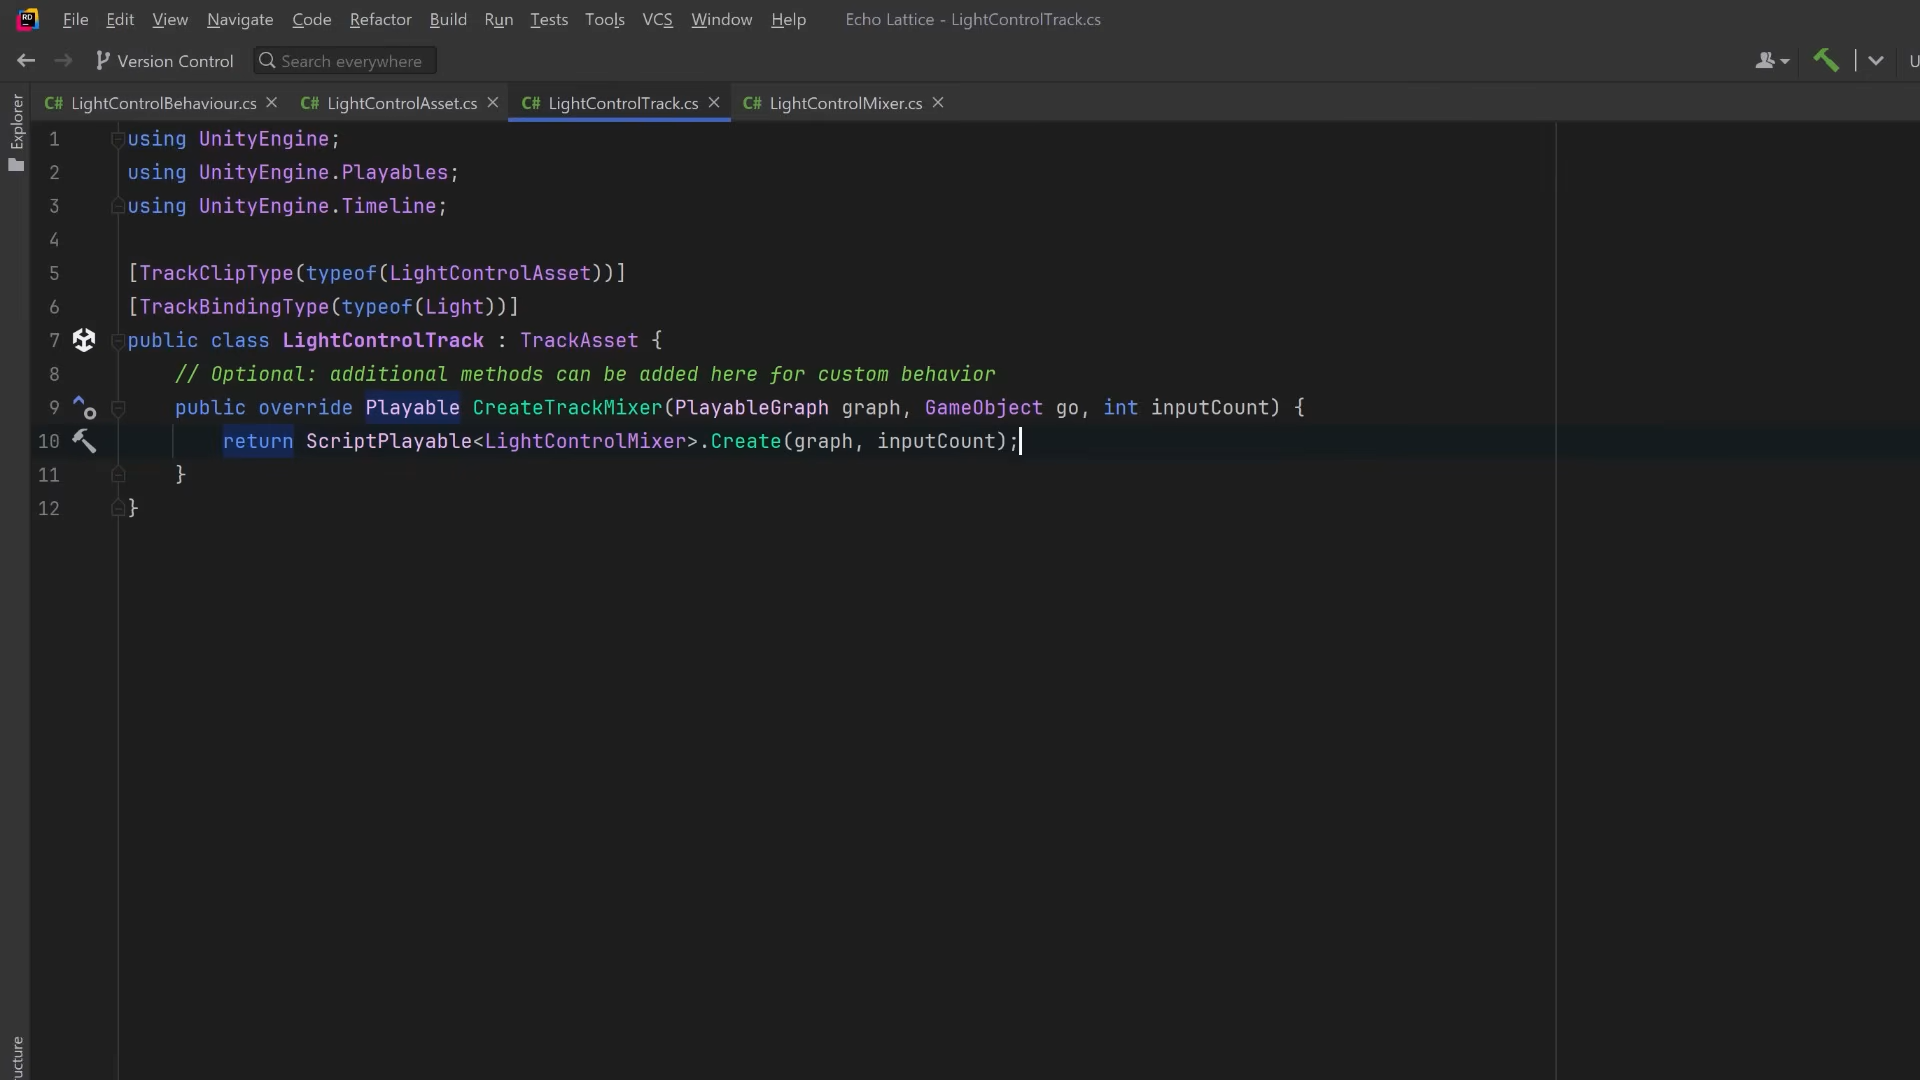 RD
File Edit View Navigate Code Refactor Build Run Tests Tools VCS Window Help Echo Lattice - LightControlTrack.cs
Version Control Search everywhere U
C# LightControlBehaviour.cs C# LightControlAsset.cs C# LightControlTrack.cs C# LightControlMixer.cs
Explorer
1 using UnityEngine;
2 using UnityEngine.Playables;
3 using UnityEngine.Timeline;
4
5 [TrackClipType(typeof(LightControlAsset))]
6 [TrackBindingType(typeof(Light))]
7 public class LightControlTrack : TrackAsset {
8 // Optional: additional methods can be added here for custom behavior
9 public override Playable CreateTrackMixer(PlayableGraph graph, GameObject go, int inputCount) {
10 return ScriptPlayable<LightControlMixer>.Create(graph, inputCount);
11 }
12 }
ucture